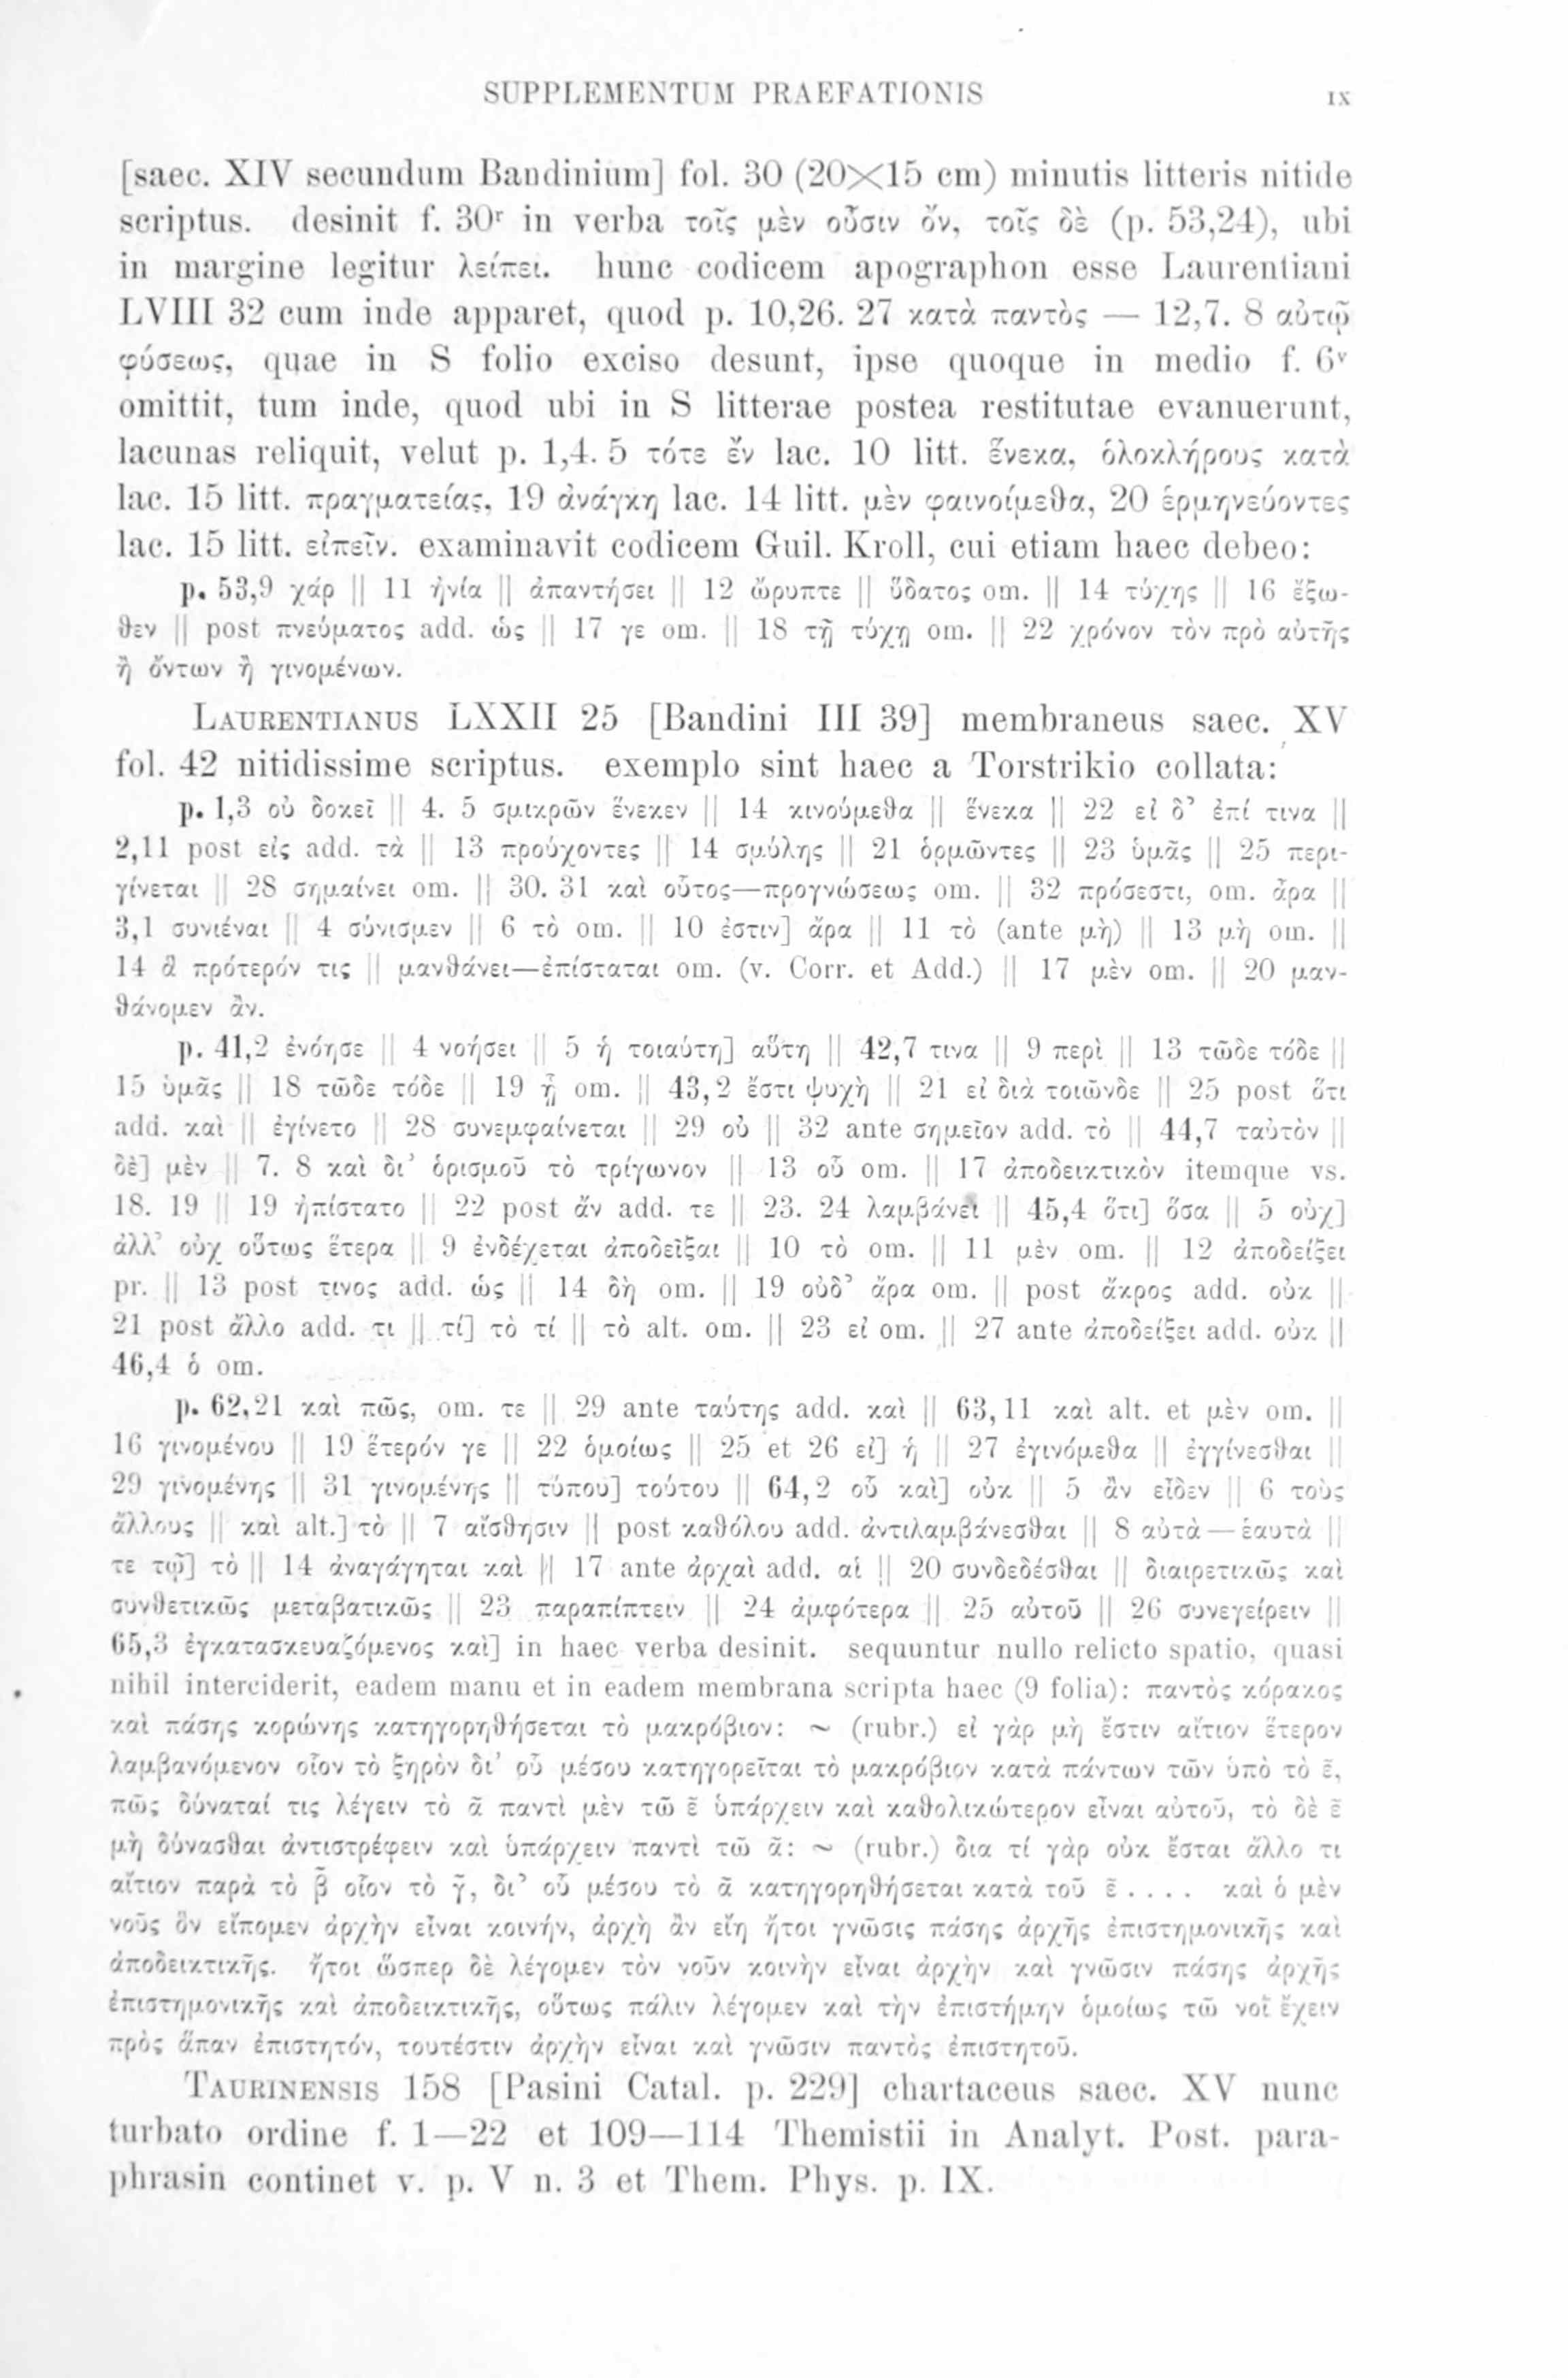 SUPPLEMENTUM PRAEFATIONIS IX
[saec. XIV secundum Bandinium] fol. 30 (20×15 cm) minutis litteris nitide
scriptus. desinit f. 30ʳ in verba τοῖς μὲν οὖσιν ὄν, τοῖς δὲ (p. 53,24), ubi
in margine legitur λείπει. hunc codicem apographon esse Laurentiani
LVIII 32 cum inde apparet, quod p. 10,26. 27 κατὰ παντὸς — 12,7. 8 αὐτῷ
φύσεως, quae in S folio exciso desunt, ipse quoque in medio f. 6ᵛ
omittit, tum inde, quod ubi in S litterae postea restitutae evanuerunt,
lacunas reliquit, velut p. 1,4. 5 τότε ἔν lac. 10 litt. ἕνεκα, ὁλοκλήρους κατὰ
lac. 15 litt. πραγματείας, 19 ἀνάγκη lac. 14 litt. μὲν φαινοίμεθα, 20 ἑρμηνεύοντες
lac. 15 litt. εἰπεῖν. examinavit codicem Guil. Kroll, cui etiam haec debeo:
p. 53,9 χάρ || 11 ἡνία || ἀπαντήσει || 12 ὤρυπτε || ὕδατος om. || 14 τύχης || 16 ἔξω-
θεν || post πνεύματος add. ὡς || 17 γε om. || 18 τῇ τύχῃ om. || 22 χρόνον τὸν πρὸ αὐτῆς
ἢ ὄντων ἢ γινομένων.
LAURENTIANUS LXXII 25 [Bandini III 39] membraneus saec. XV
fol. 42 nitidissime scriptus. exemplo sint haec a Torstrikio collata:
p. 1,3 οὐ δοκεῖ || 4. 5 σμικρῶν ἕνεκεν || 14 κινούμεθα || ἕνεκα || 22 εἰ δ’ ἐπί τινα ||
2,11 post εἰς add. τὰ || 13 προύχοντες || 14 σμύλης || 21 ὁρμῶντες || 23 ὑμᾶς || 25 περι-
γίνεται || 28 σημαίνει om. || 30. 31 καὶ οὗτος—προγνώσεως om. || 32 πρόσεστι, om. ἆρα ||
3,1 συνιέναι || 4 σύνισμεν || 6 τὸ om. || 10 ἐστιν] ἄρα || 11 τὸ (ante μὴ) || 13 μὴ om. ||
14 ἃ πρότερόν τις || μανθάνει—ἐπίσταται om. (v. Corr. et Add.) || 17 μὲν om. || 20 μαν-
θάνομεν ἄν.
p. 41,2 ἐνόησε || 4 νοήσει || 5 ἡ τοιαύτη] αὕτη || 42,7 τινα || 9 περὶ || 13 τῶδε τόδε ||
15 ὑμᾶς || 18 τῶδε τόδε || 19 ᾗ om. || 43,2 ἔστι ψυχὴ || 21 εἰ διὰ τοιῶνδε || 25 post ὅτι
add. καὶ || ἐγίνετο || 28 συνεμφαίνεται || 29 οὐ || 32 ante σημεῖον add. τὸ || 44,7 ταὐτὸν ||
δὲ] μὲν || 7. 8 καὶ δι’ ὁρισμοῦ τὸ τρίγωνον || 13 οὗ om. || 17 ἀποδεικτικὸν itemque vs.
18. 19 || 19 ἠπίστατο || 22 post ἄν add. τε || 23. 24 λαμβάνει || 45,4 ὅτι] ὅσα || 5 οὐχ]
ἀλλ’ οὐχ οὕτως ἕτερα || 9 ἐνδέχεται ἀποδεῖξαι || 10 τὸ om. || 11 μὲν om. || 12 ἀποδείξει
pr. || 13 post τινος add. ὡς || 14 δὴ om. || 19 οὐδ’ ἄρα om. || post ἄκρος add. οὐκ ||
21 post ἄλλο add. τι || τί] τὸ τί || τὸ alt. om. || 23 εἰ om. || 27 ante ἀποδείξει add. οὐκ ||
46,4 ὁ om.
p. 62,21 καὶ πῶς, om. τε || 29 ante ταύτης add. καὶ || 63,11 καὶ alt. et μὲν om. ||
16 γινομένου || 19 ἕτερόν γε || 22 ὁμοίως || 25 et 26 εἰ] ἡ || 27 ἐγινόμεθα || ἐγγίνεσθαι ||
29 γινομένης || 31 γινομένης || τύπου] τούτου || 64,2 οὗ καὶ] οὐκ || 5 ἂν εἶδεν || 6 τοὺς
ἄλλους || καὶ alt.] τὸ || 7 αἴσθησιν || post καθόλου add. ἀντιλαμβάνεσθαι || 8 αὐτὰ—ἑαυτὰ ||
τε τῷ] τὸ || 14 ἀναγάγηται καὶ || 17 ante ἀρχαὶ add. αἱ || 20 συνδεδέσθαι || διαιρετικῶς καὶ
συνθετικῶς μεταβατικῶς || 23 παραπίπτειν || 24 ἀμφότερα || 25 αὐτοῦ || 26 συνεγείρειν ||
65,3 ἐγκατασκευαζόμενος καὶ] in haec verba desinit. sequuntur nullo relicto spatio, quasi
nihil interciderit, eadem manu et in eadem membrana scripta haec (9 folia): παντὸς κόρακος
καὶ πάσης κορώνης κατηγορηθήσεται τὸ μακρόβιον: ~ (rubr.) εἰ γὰρ μὴ ἔστιν αἴτιον ἕτερον
λαμβανόμενον οἷον τὸ ξηρὸν δι’ οὗ μέσου κατηγορεῖται τὸ μακρόβιον κατὰ πάντων τῶν ὑπὸ τὸ ε̄,
πῶς δύναταί τις λέγειν τὸ ᾱ παντὶ μὲν τῶ ε̄ ὑπάρχειν καὶ καθολικώτερον εἶναι αὐτοῦ, τὸ δὲ ε̄
μὴ δύνασθαι ἀντιστρέφειν καὶ ὑπάρχειν παντὶ τῶ ᾱ: ~ (rubr.) δια τί γὰρ οὐκ ἔσται ἄλλο τι
αἴτιον παρὰ τὸ β̄ οἷον τὸ γ̄, δι’ οὗ μέσου τὸ ᾱ κατηγορηθήσεται κατὰ τοῦ ε̄ . . . . καὶ ὁ μὲν
νοῦς ὃν εἴπομεν ἀρχὴν εἶναι κοινήν, ἀρχὴ ἂν εἴη ἤτοι γνῶσις πάσης ἀρχῆς ἐπιστημονικῆς καὶ
ἀποδεικτικῆς. ἤτοι ὥσπερ δὲ λέγομεν τὸν νοῦν κοινὴν εἶναι ἀρχὴν καὶ γνῶσιν πάσης ἀρχῆς
ἐπιστημονικῆς καὶ ἀποδεικτικῆς, οὕτως πάλιν λέγομεν καὶ τὴν ἐπιστήμην ὁμοίως τῶ νοῒ ἔχειν
πρὸς ἅπαν ἐπιστητόν, τουτέστιν ἀρχὴν εἶναι καὶ γνῶσιν παντὸς ἐπιστητοῦ.
TAURINENSIS 158 [Pasini Catal. p. 229] chartaceus saec. XV nunc
turbato ordine f. 1—22 et 109—114 Themistii in Analyt. Post. para-
phrasin continet v. p. V n. 3 et Them. Phys. p. IX.